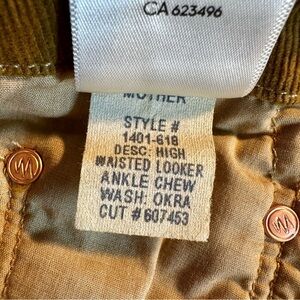 CA 623496
MOTHER
STYLE #
1401-618
DESC: HIGH
WAISTED LOOKER
ANKLE CHEW
WASH: OKRA
CUT # 607453